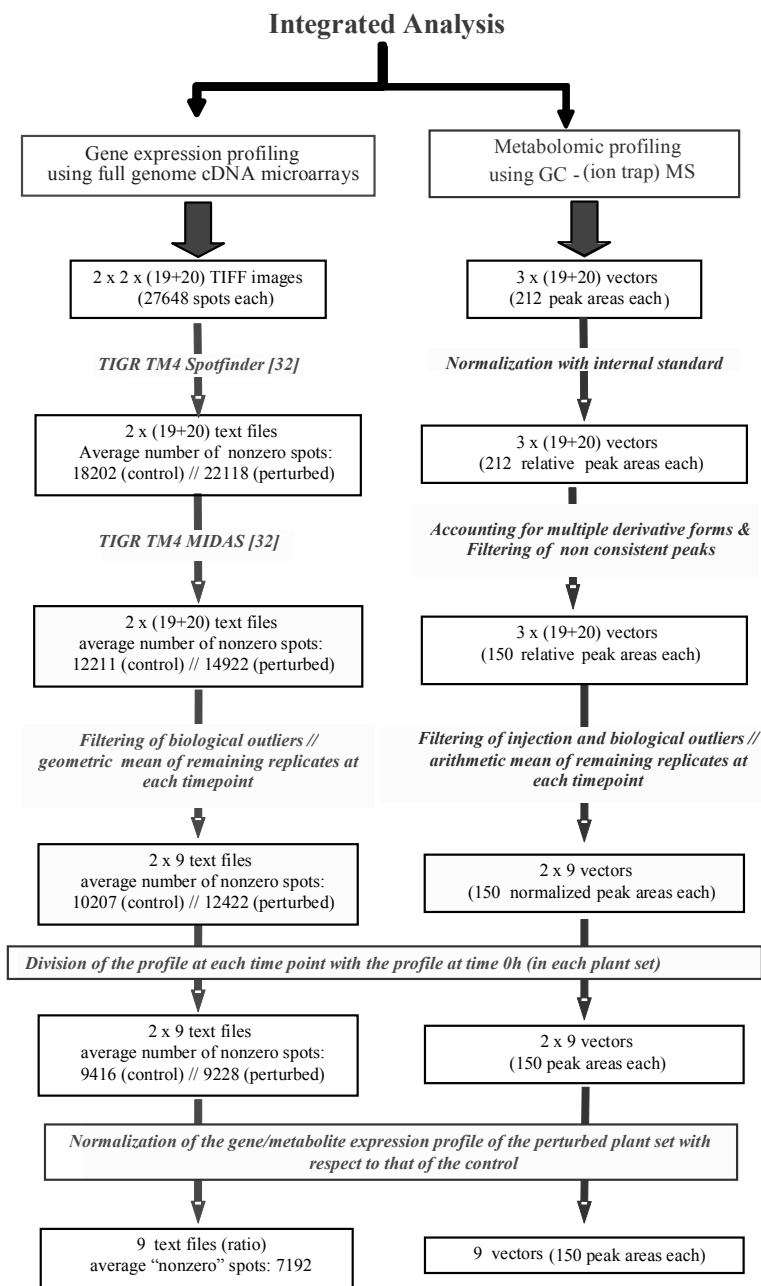 Integrated Analysis
Gene expression profiling
using full genome cDNA microarrays
Metabolomic profiling
using GC - (ion trap) MS
2 x 2 x (19+20) TIFF images
(27648 spots each)
3 x (19+20) vectors
(212 peak areas each)
TIGR TM4 Spotfinder [32]
Normalization with internal standard
2 x (19+20) text files
Average number of nonzero spots:
18202 (control) // 22118 (perturbed)
3 x (19+20) vectors
(212 relative peak areas each)
TIGR TM4 MIDAS [32]
Accounting for multiple derivative forms &
Filtering of non consistent peaks
2 x (19+20) text files
average number of nonzero spots:
12211 (control) // 14922 (perturbed)
3 x (19+20) vectors
(150 relative peak areas each)
Filtering of biological outliers //
geometric mean of remaining replicates at
each timepoint
Filtering of injection and biological outliers //
arithmetic mean of remaining replicates at
each timepoint
2 x 9 text files
average number of nonzero spots:
10207 (control) // 12422 (perturbed)
2 x 9 vectors
(150 normalized peak areas each)
Division of the profile at each time point with the profile at time 0h (in each plant set)
2 x 9 text files
average number of nonzero spots:
9416 (control) // 9228 (perturbed)
2 x 9 vectors
(150 peak areas each)
Normalization of the gene/metabolite expression profile of the perturbed plant set with
respect to that of the control
9 text files (ratio)
average “nonzero” spots: 7192
9 vectors (150 peak areas each)